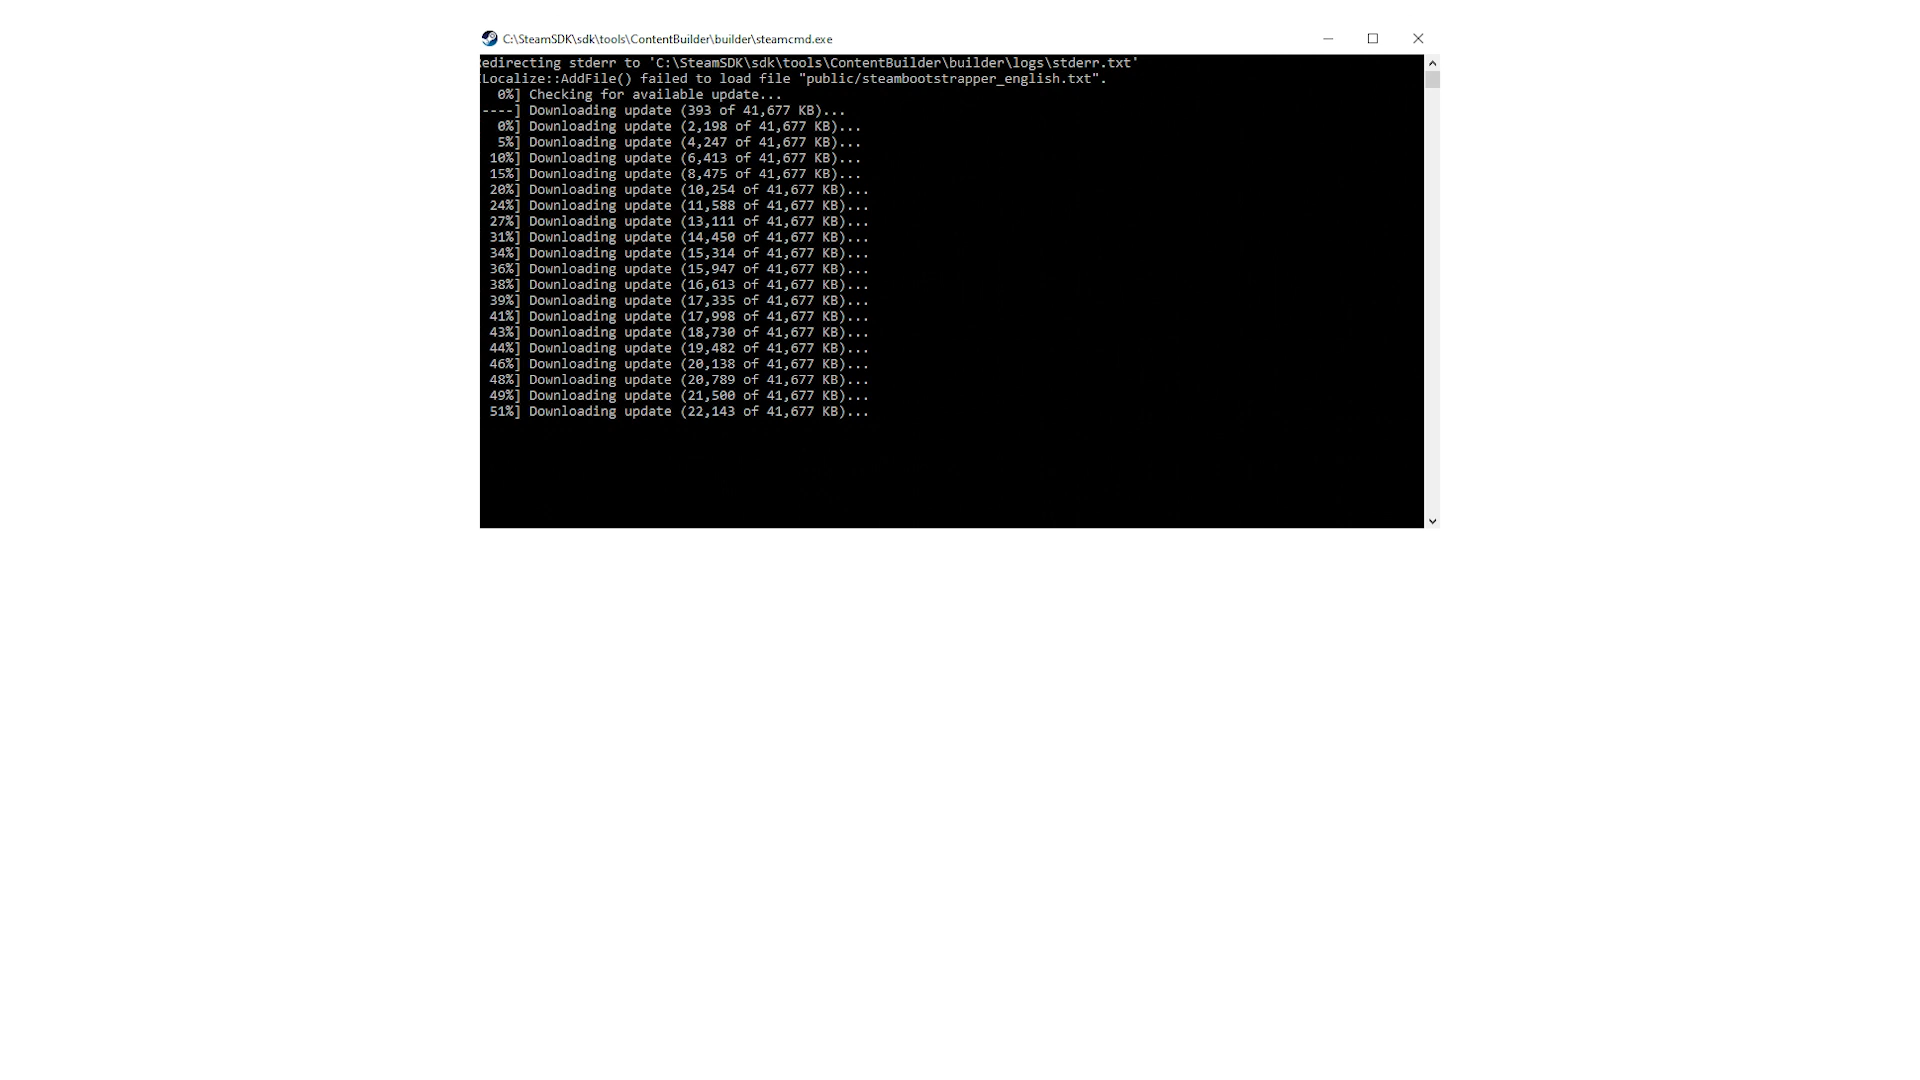 C:\SteamSDK\sdk\tools\ContentBuilder\builder\steamcmd.exe
edirecting stderr to 'C:\SteamSDK\sdk\tools\ContentBuilder\builder\logs\stderr.txt'
ILocalize::AddFile() failed to load file "public/steambootstrapper_english.txt".
0%] Checking for available update...
----] Downloading update (393 of 41,677 KB)...
0%] Downloading update (2,198 of 41,677 KB)...
5%] Downloading update (4,247 of 41,677 KB)...
10%] Downloading update (6,413 of 41,677 KB)...
15%] Downloading update (8,475 of 41,677 KB)...
20%] Downloading update (10,254 of 41,677 KB)...
24%] Downloading update (11,588 of 41,677 KB)...
27%] Downloading update (13,111 of 41,677 KB)...
31%] Downloading update (14,450 of 41,677 KB)...
34%] Downloading update (15,314 of 41,677 KB)...
36%] Downloading update (15,947 of 41,677 KB)...
38%] Downloading update (16,613 of 41,677 KB)...
39%] Downloading update (17,335 of 41,677 KB)...
41%] Downloading update (17,998 of 41,677 KB)...
43%] Downloading update (18,730 of 41,677 KB)...
44%] Downloading update (19,482 of 41,677 KB)...
46%] Downloading update (20,138 of 41,677 KB)...
48%] Downloading update (20,789 of 41,677 KB)...
49%] Downloading update (21,500 of 41,677 KB)...
51%] Downloading update (22,143 of 41,677 KB)...